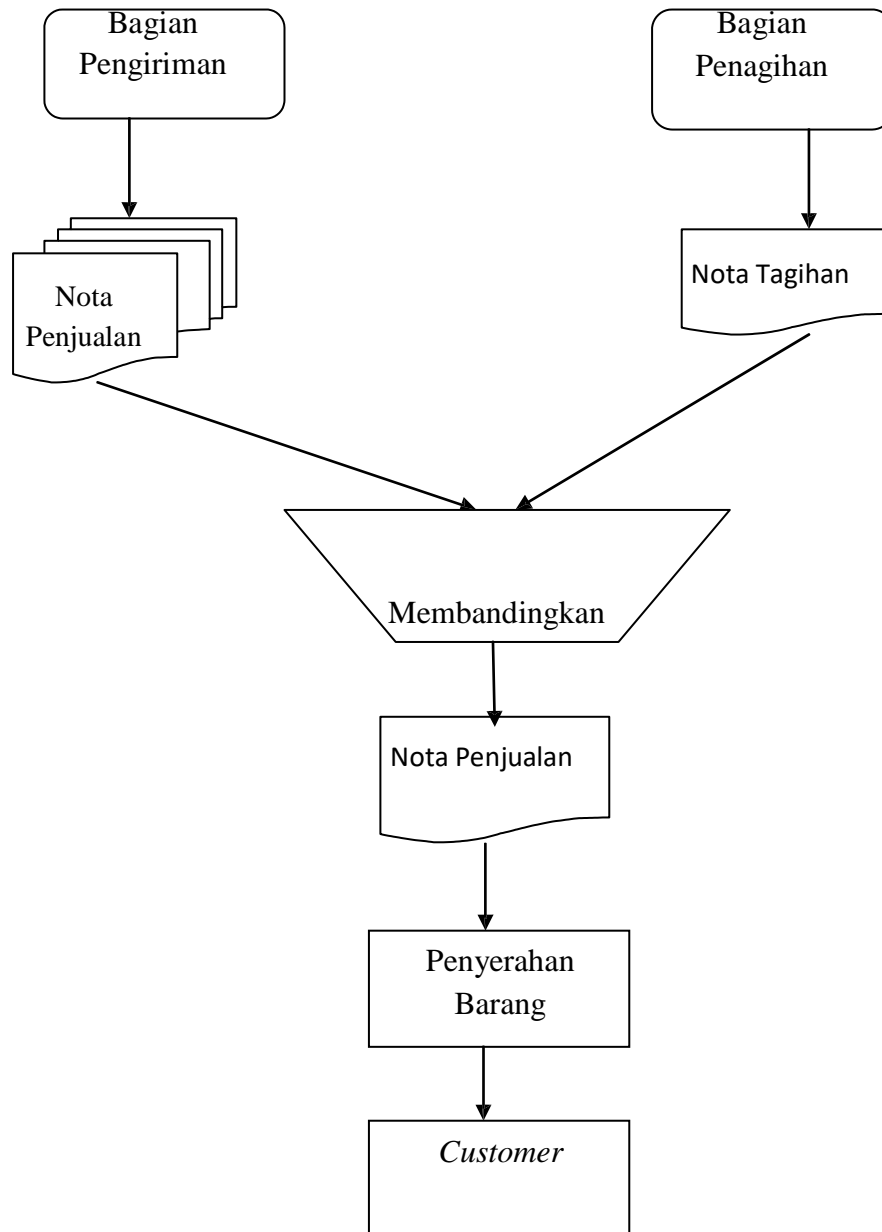 Bagian
Pengiriman
Bagian
Penagihan
Nota
Penjualan
Nota Tagihan
Membandingkan
Nota Penjualan
Penyerahan
Barang
Customer